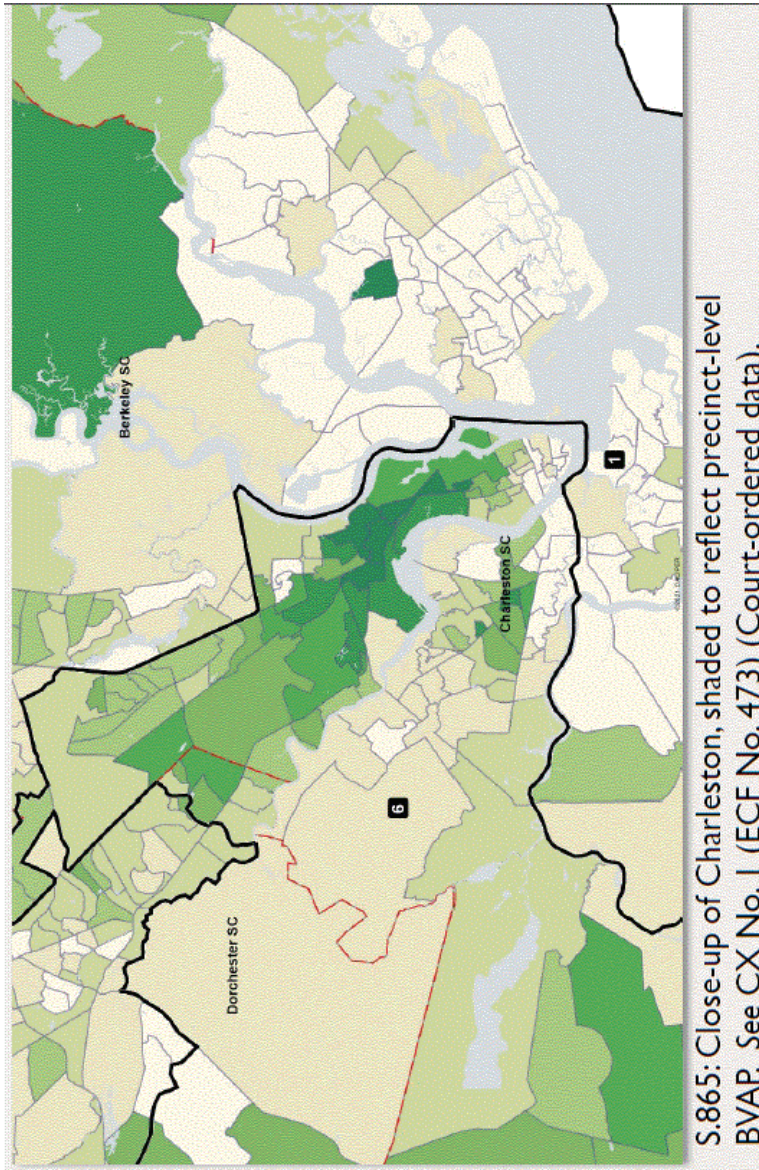 Berkeley SC
Charleston SC
1
6
Dorchester SC
S.865: Close-up of Charleston, shaded to reflect precinct-level
BVAP. See CX No. 1 (ECF No. 473) (Court-ordered data).